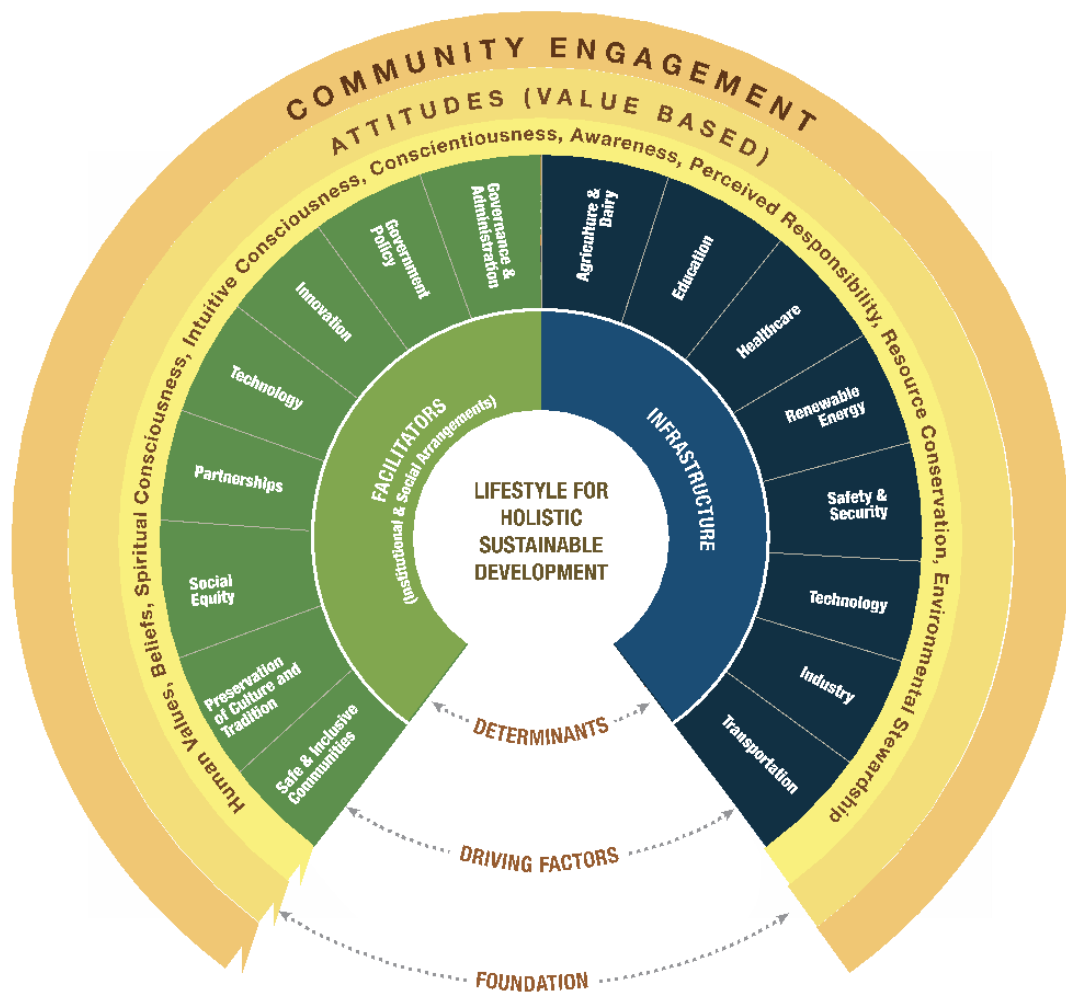 COMMUNITY ENGAGEMENT
ATTITUDES (VALUE BASED)
Human Values, Beliefs, Spiritual Consciousness, Intuitive Consciousness, Conscientiousness, Awareness, Perceived Responsibility, Resource Conservation, Environmental Stewardship
Governance &
Administration
Government
Policy
Innovation
Technology
Partnerships
Social
Equity
Preservation
of Culture and
Tradition
Safe & Inclusive
Communities
Agriculture &
Dairy
Education
Healthcare
Renewable
Energy
Safety &
Security
Technology
Industry
Transportation
FACILITATORS
(Institutional & Social Arrangements)
INFRASTRUCTURE
LIFESTYLE FOR
HOLISTIC
SUSTAINABLE
DEVELOPMENT
DETERMINANTS
DRIVING FACTORS
FOUNDATION